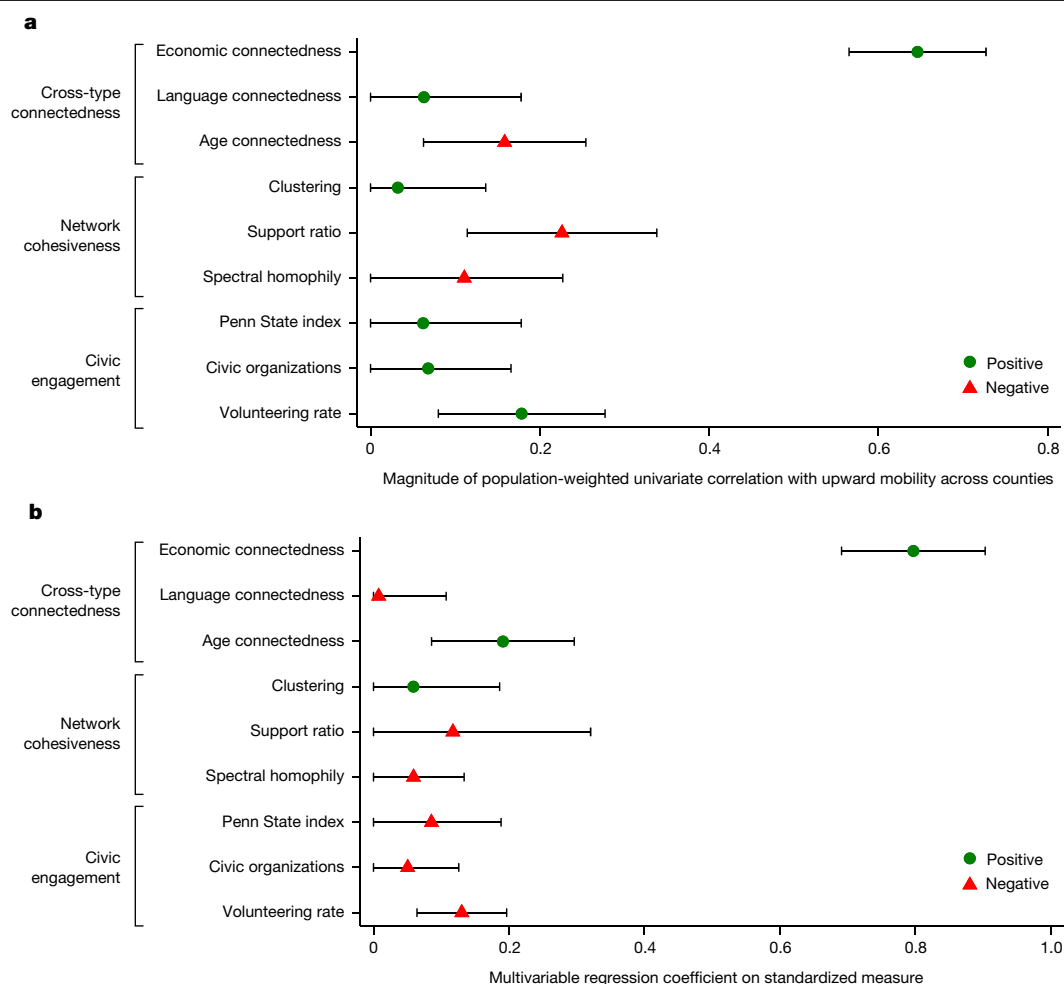 a
Economic connectedness
Cross-type
connectedness
Language connectedness
Age connectedness
Clustering
Network
cohesiveness
Support ratio
Spectral homophily
Penn State index
Civic
engagement
Civic organizations
Volunteering rate
Positive
Negative
0
0.2
0.4
0.6
0.8
Magnitude of population-weighted univariate correlation with upward mobility across counties
b
Economic connectedness
Cross-type
connectedness
Language connectedness
Age connectedness
Clustering
Network
cohesiveness
Support ratio
Spectral homophily
Penn State index
Civic
engagement
Civic organizations
Volunteering rate
Positive
Negative
0
0.2
0.4
0.6
0.8
1.0
Multivariable regression coefficient on standardized measure